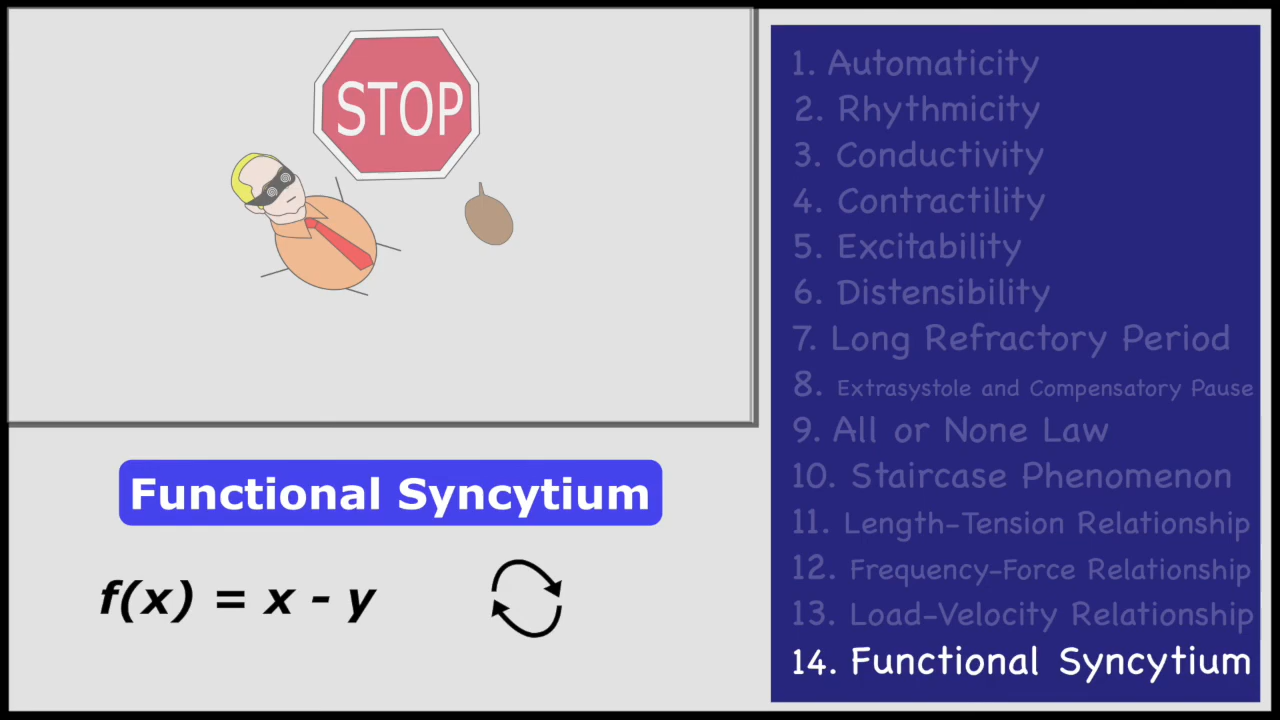 STOP
Functional Syncytium
f(x) = x - y
1. Automaticity
2. Rhythmicity
3. Conductivity
4. Contractility
5. Excitability
6. Distensibility
7. Long Refractory Period
8. Extrasystole and Compensatory Pause
9. All or None Law
10. Staircase Phenomenon
11. Length-Tension Relationship
12. Frequency-Force Relationship
13. Load-Velocity Relationship
14. Functional Syncytium